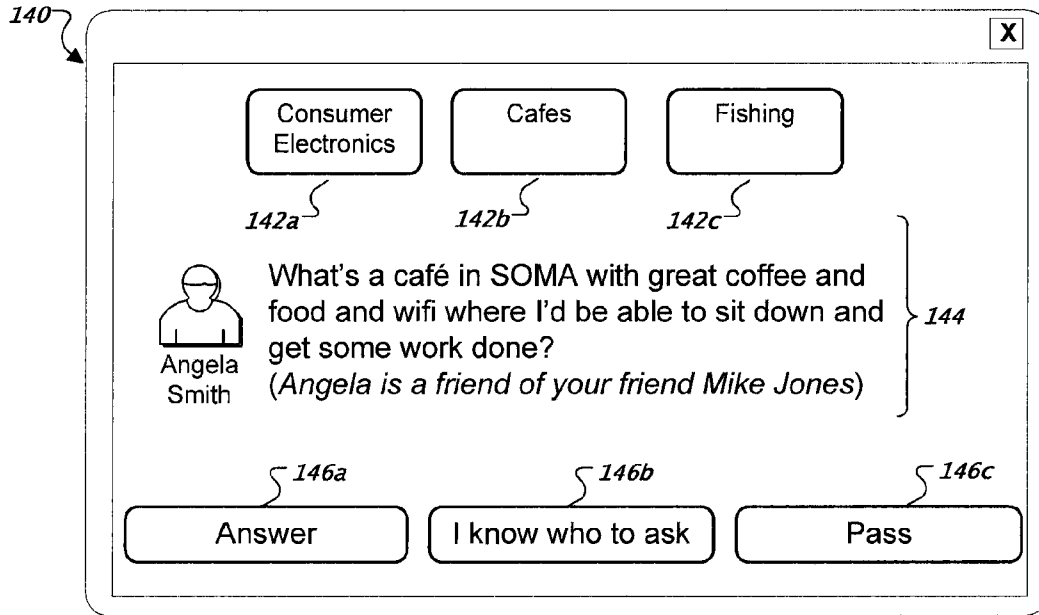 140
X
Consumer
Electronics
Cafes
Fishing
142a
142b
142c
What's a café in SOMA with great coffee and
food and wifi where I'd be able to sit down and
get some work done?
(Angela is a friend of your friend Mike Jones)
Angela
Smith
144
146a
146b
146c
Answer
I know who to ask
Pass